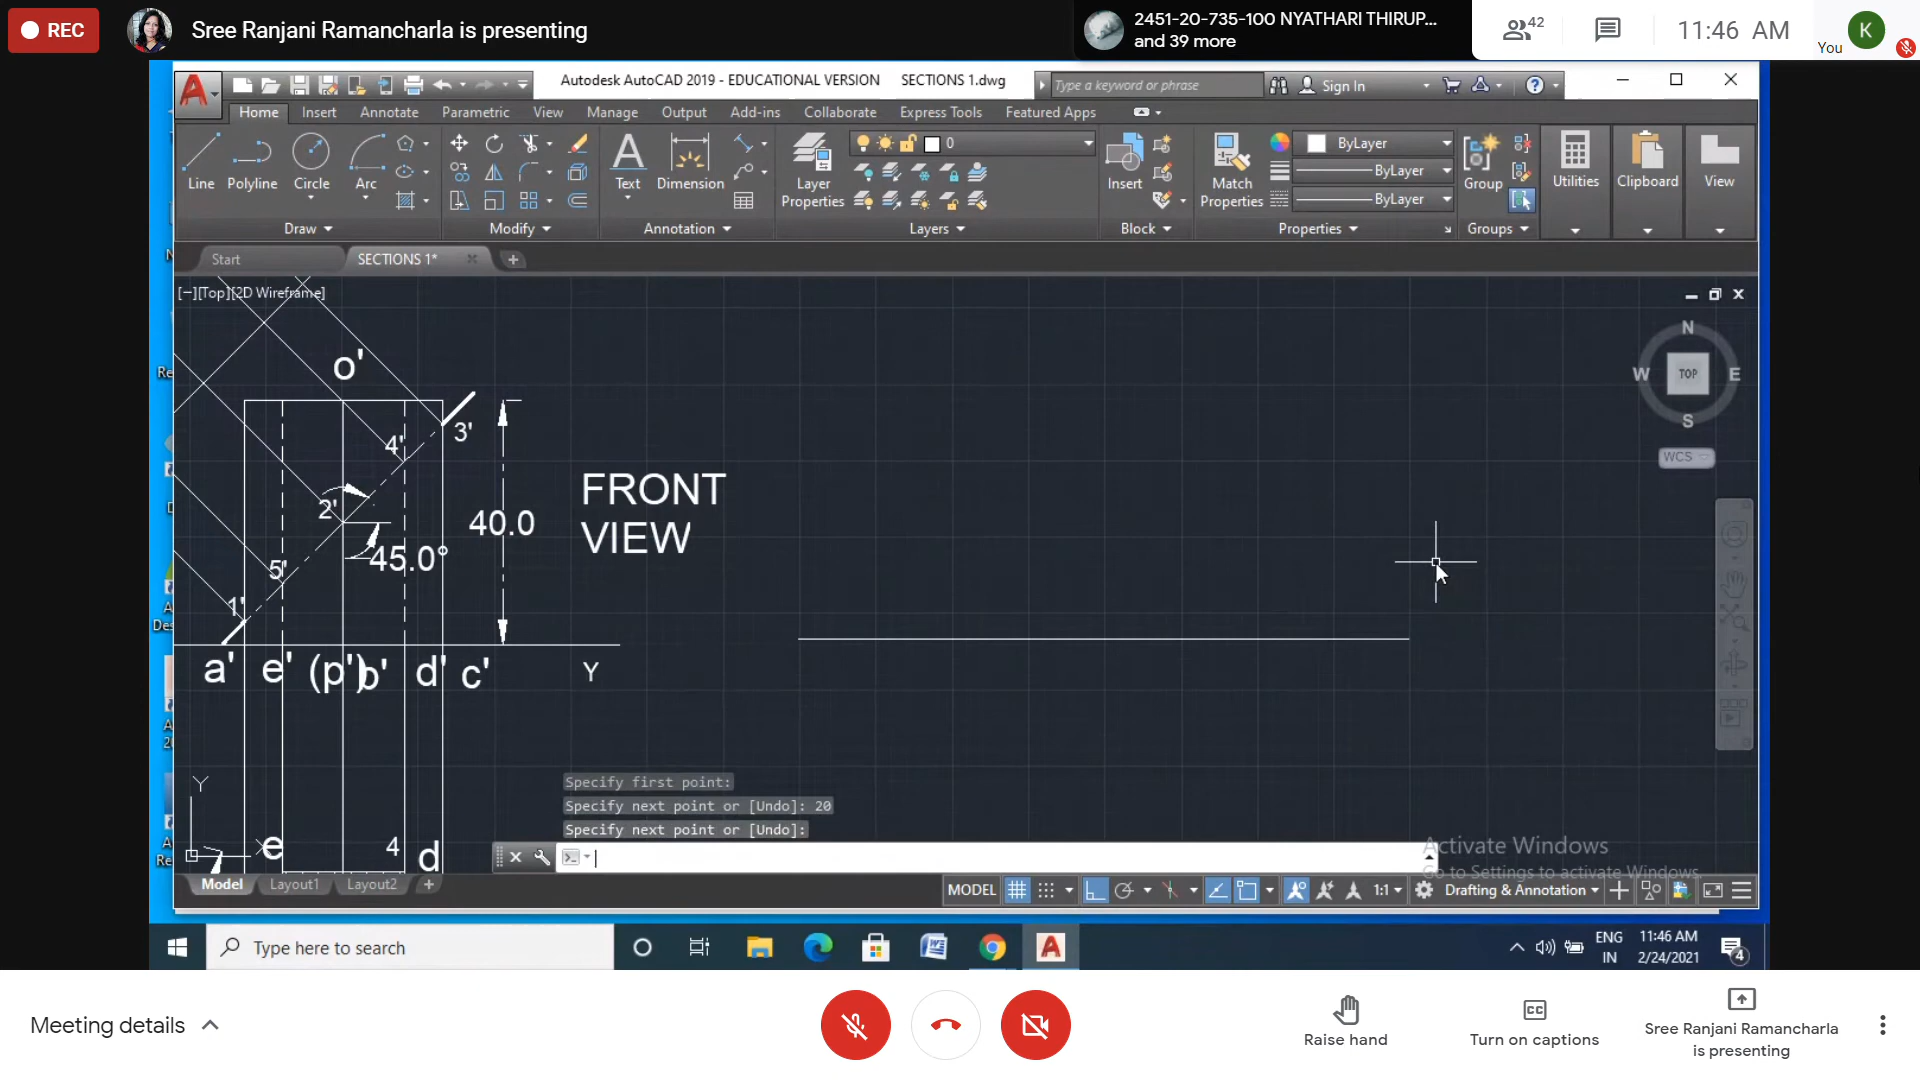 REC
Sree Ranjani Ramancharla is presenting
2451-20-735-100 NYATHARI THIRUP...
and 39 more
42
11:46 AM
You
K
Autodesk AutoCAD 2019 - EDUCATIONAL VERSION SECTIONS 1.dwg
Type a keyword or phrase
Sign In
Home Insert Annotate Parametric View Manage Output Add-ins Collaborate Express Tools Featured Apps
0
ByLayer
ByLayer
ByLayer
Line Polyline Circle Arc
Text Dimension
Layer Properties
Insert
Match Properties
Group
Utilities Clipboard View
Draw Modify Annotation Layers Block Properties Groups
Start SECTIONS 1*
[−][Top][2D Wireframe]
N
W TOP E
S
WCS
Re
o'
4' 3'
2'
40.0
45.0°
5'
1'
FRONT
VIEW
a' e' (p') b' d' c' Y
Des
Y
X
e 4 d
Re
Specify first point:
Specify next point or [Undo]: 20
Specify next point or [Undo]:
Activate Windows
Go to Settings to activate Windows.
Model Layout1 Layout2
MODEL 1:1 Drafting & Annotation
Type here to search
ENG
IN
11:46 AM
2/24/2021
4
Meeting details
Raise hand
Turn on captions
Sree Ranjani Ramancharla
is presenting